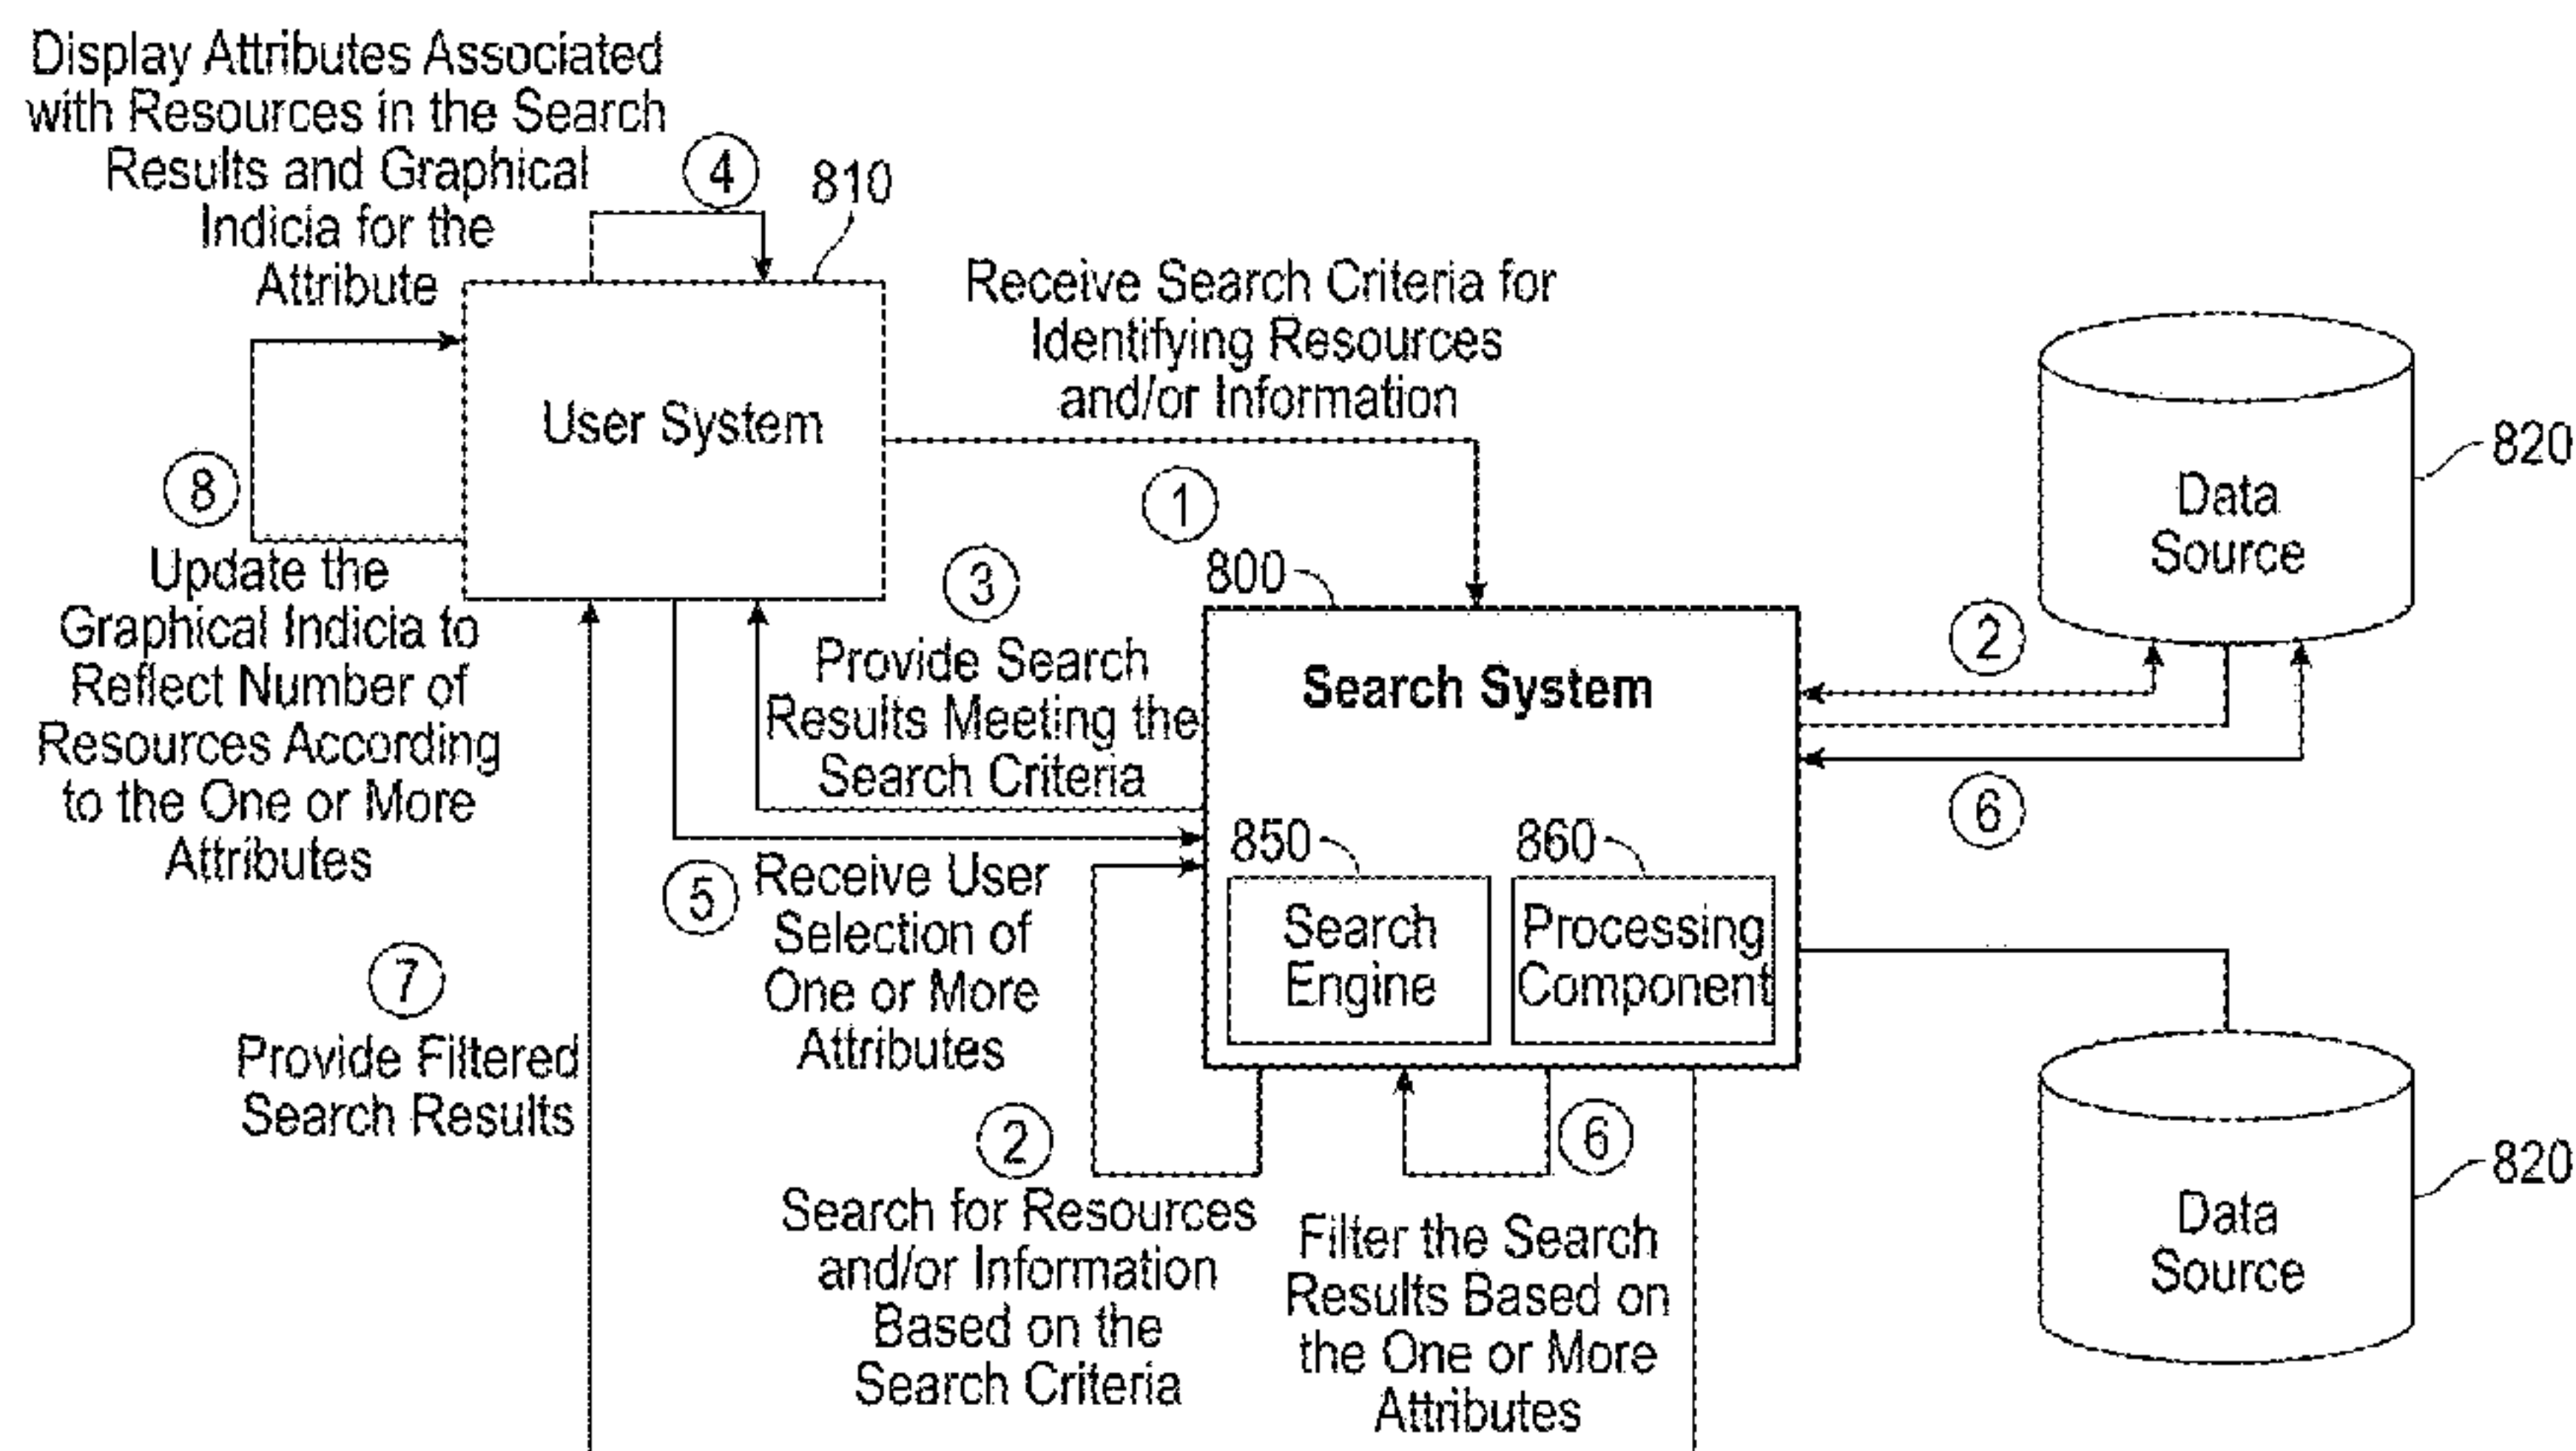 Display Attributes Associated
with Resources in the Search
Results and Graphical
Indicia for the
Attribute
4
810
User System
Receive Search Criteria for
Identifying Resources
and/or Information
1
8
Update the
Graphical Indicia to
Reflect Number of
Resources According
to the One or More
Attributes
3
Provide Search
Results Meeting the
Search Criteria
800
Search System
850
Search
Engine
860
Processing
Component
2
6
Data
Source
820
5
Receive User
Selection of
One or More
Attributes
7
Provide Filtered
Search Results
2
Search for Resources
and/or Information
Based on the
Search Criteria
6
Filter the Search
Results Based on
the One or More
Attributes
Data
Source
820